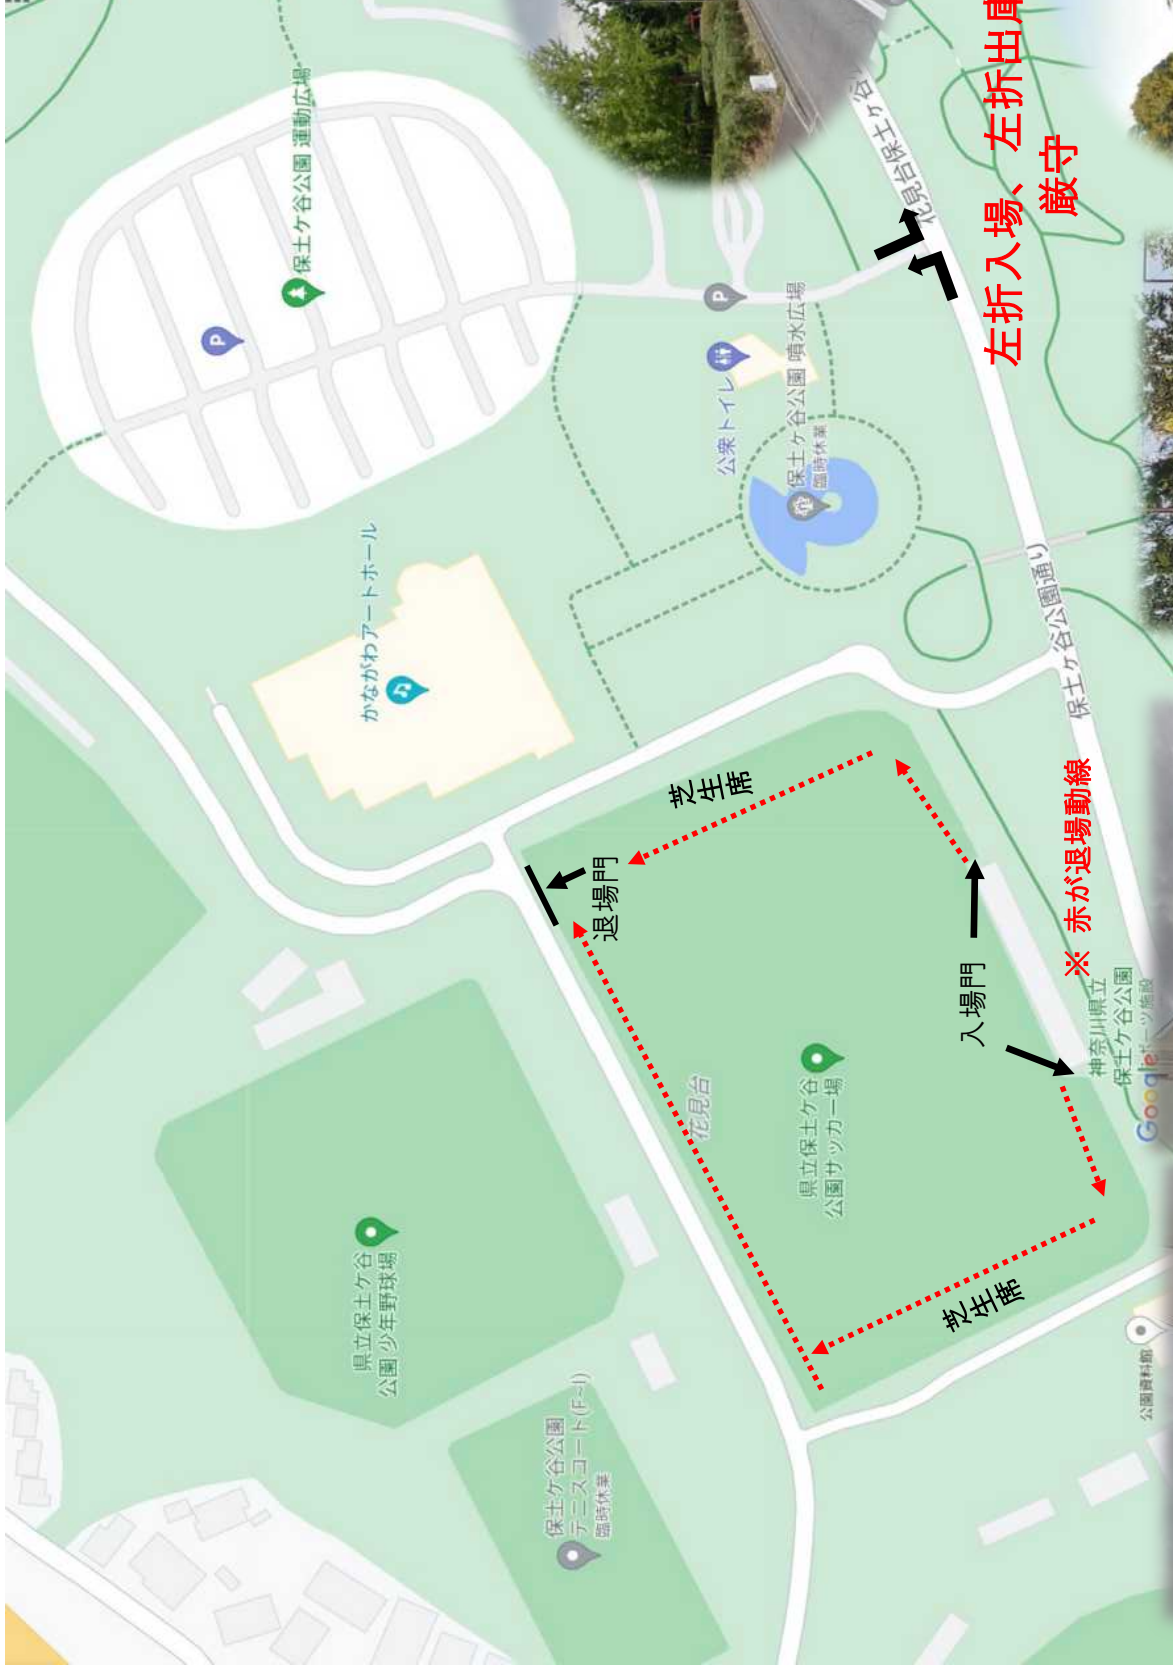 県立保土ケ谷
公園 少年野球場
保土ケ谷公園
テニスコート(F~I)
臨時休業
かながわアートホール
保土ケ谷公園 運動広場
P
公衆トイレ
P
保土ケ谷公園 噴水広場
臨時休業
退場門
芝生席
花見台
県立保土ケ谷
公園サッカー場
芝生席
入場門
※ 赤が退場動線
神奈川県立
保土ケ谷公園
スポーツ施設
Google
公園資料館
保土ケ谷公園通り
花見台保土ケ谷
左折入場、左折出庫
厳守